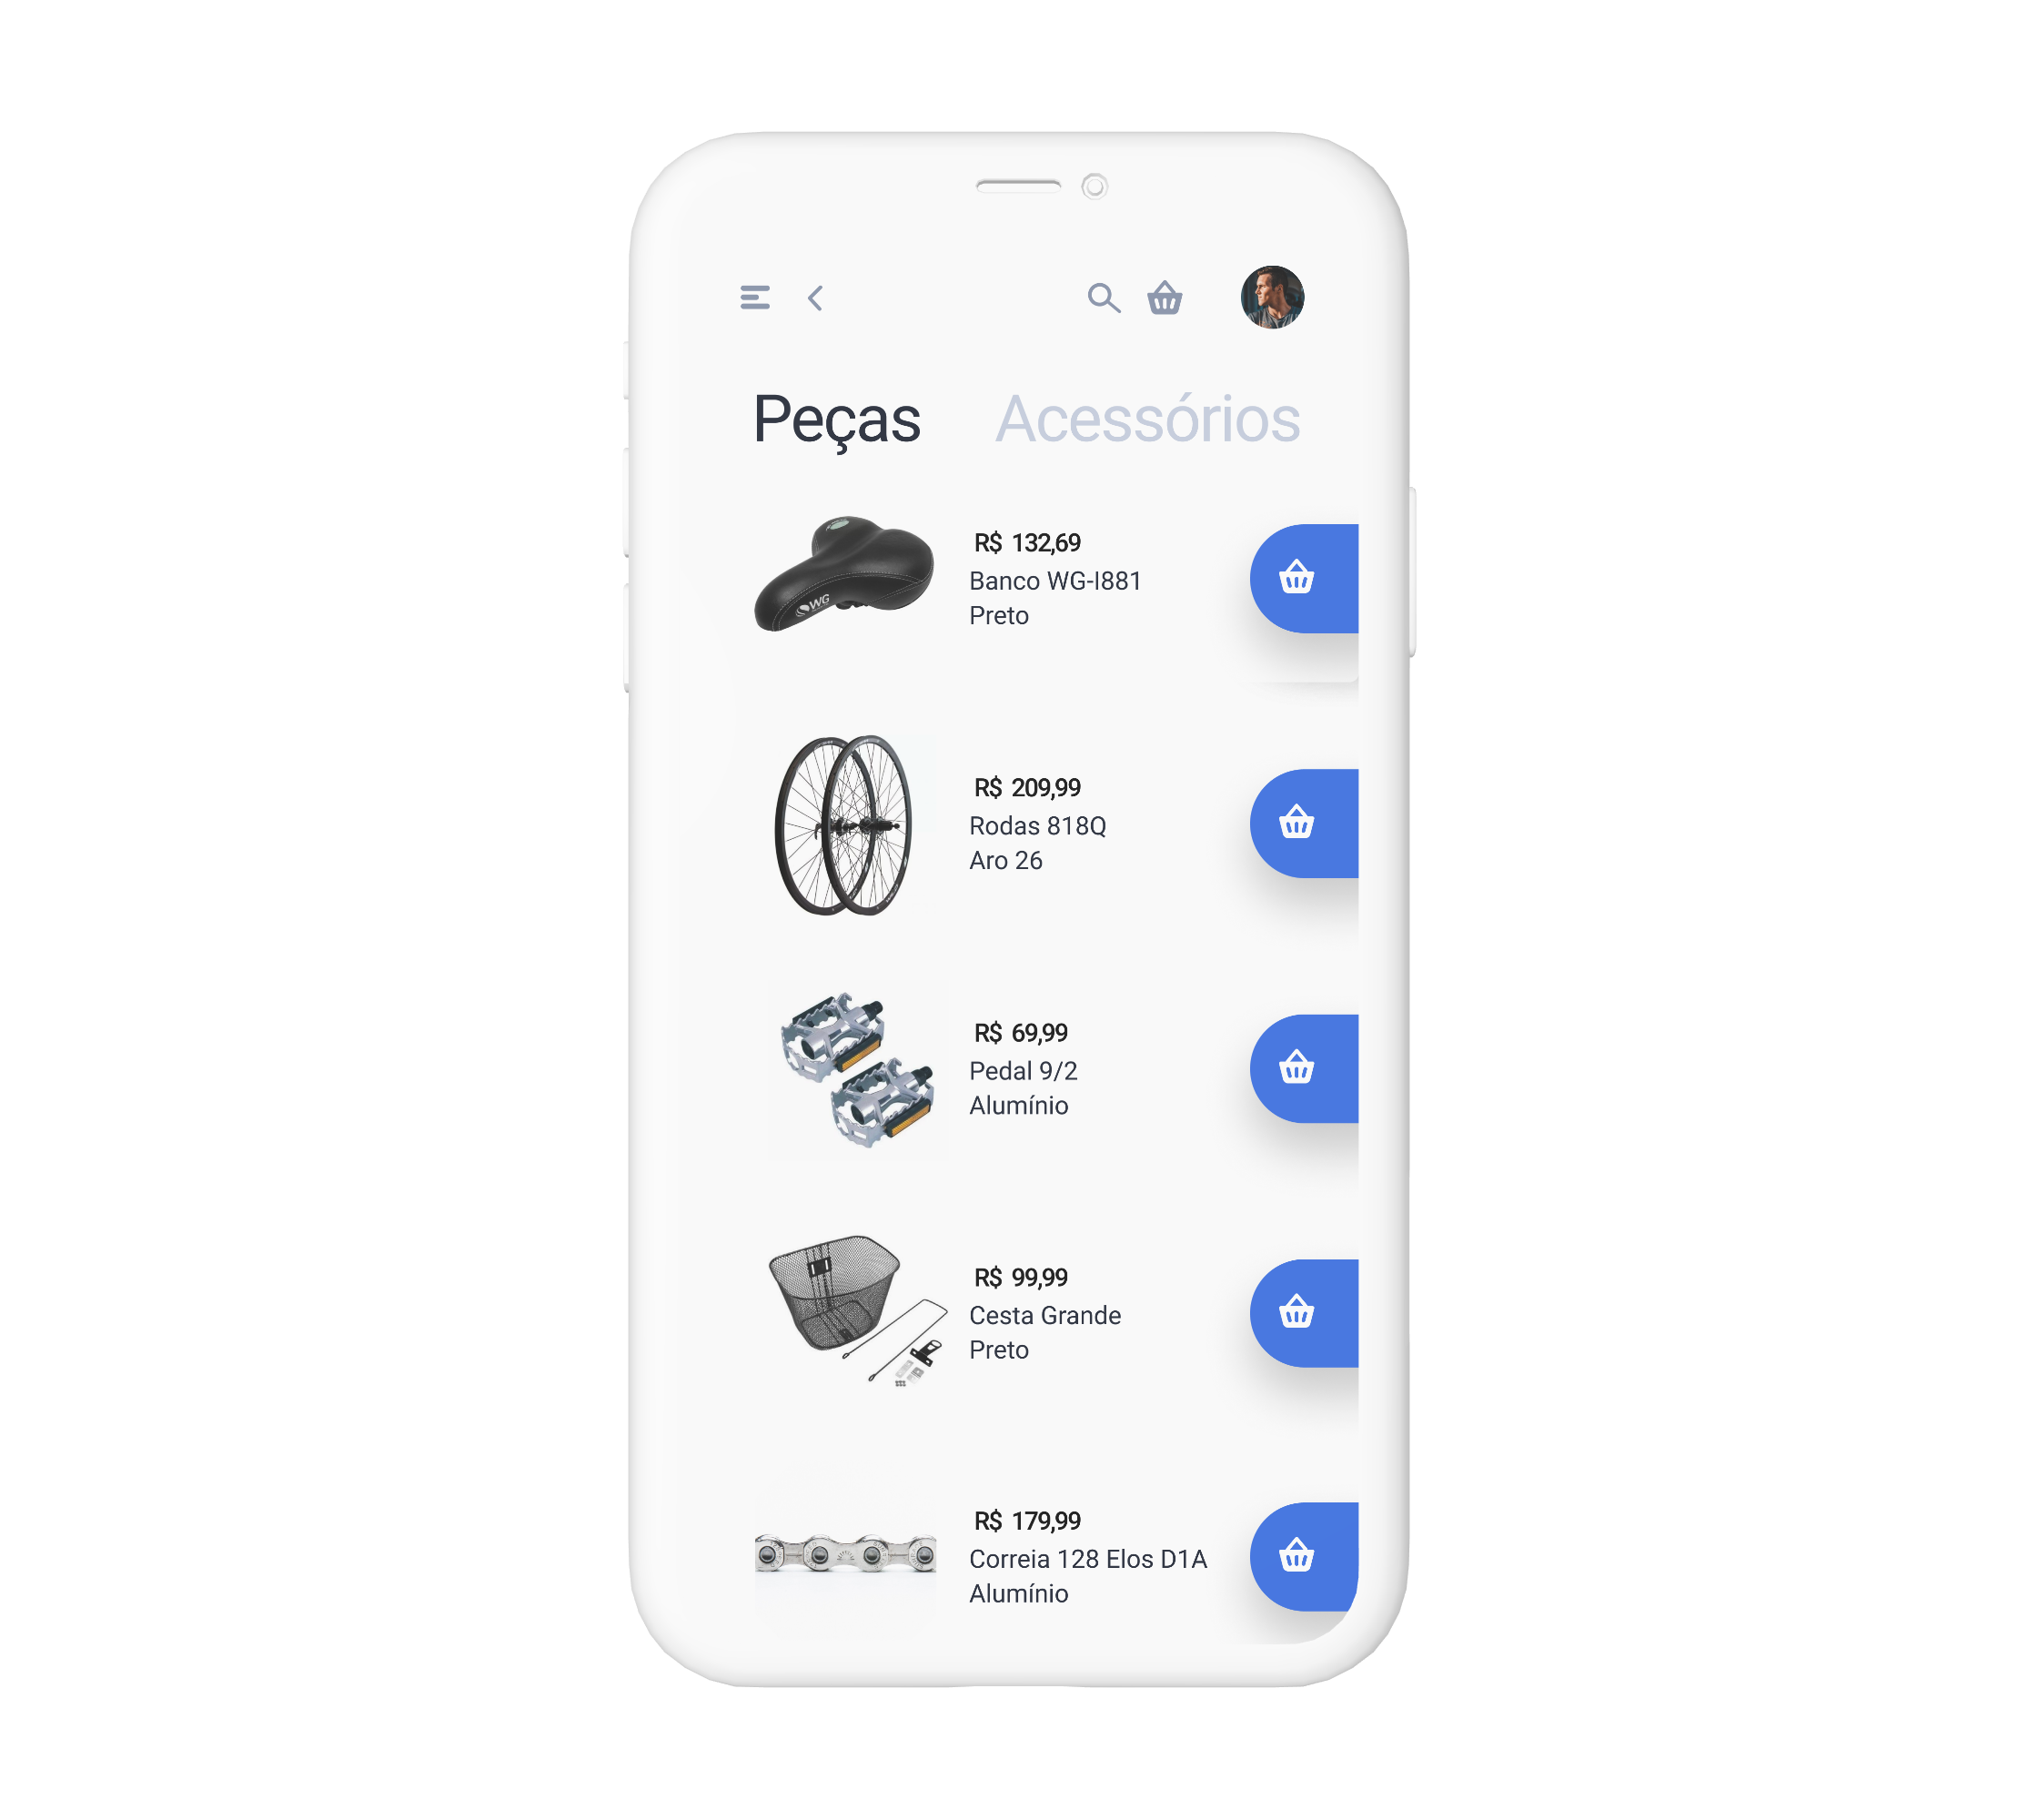 Peças Acessórios
WG
R$ 132,69
Banco WG-I881
Preto
R$ 209,99
Rodas 818Q
Aro 26
R$ 69,99
Pedal 9/2
Alumínio
R$ 99,99
Cesta Grande
Preto
R$ 179,99
Correia 128 Elos D1A
Alumínio